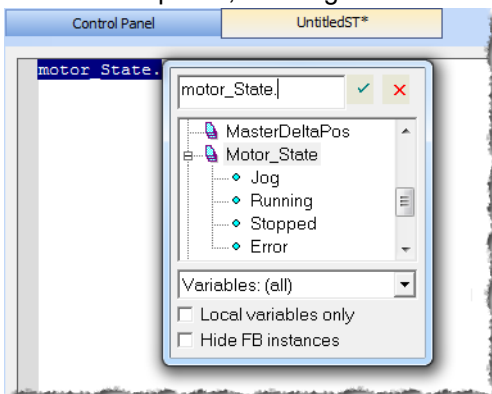 Control Panel
UntitledST*
motor_State.
motor_State.
MasterDeltaPos
Motor_State
Jog
Running
Stopped
Error
Variables: (all)
Local variables only
Hide FB instances